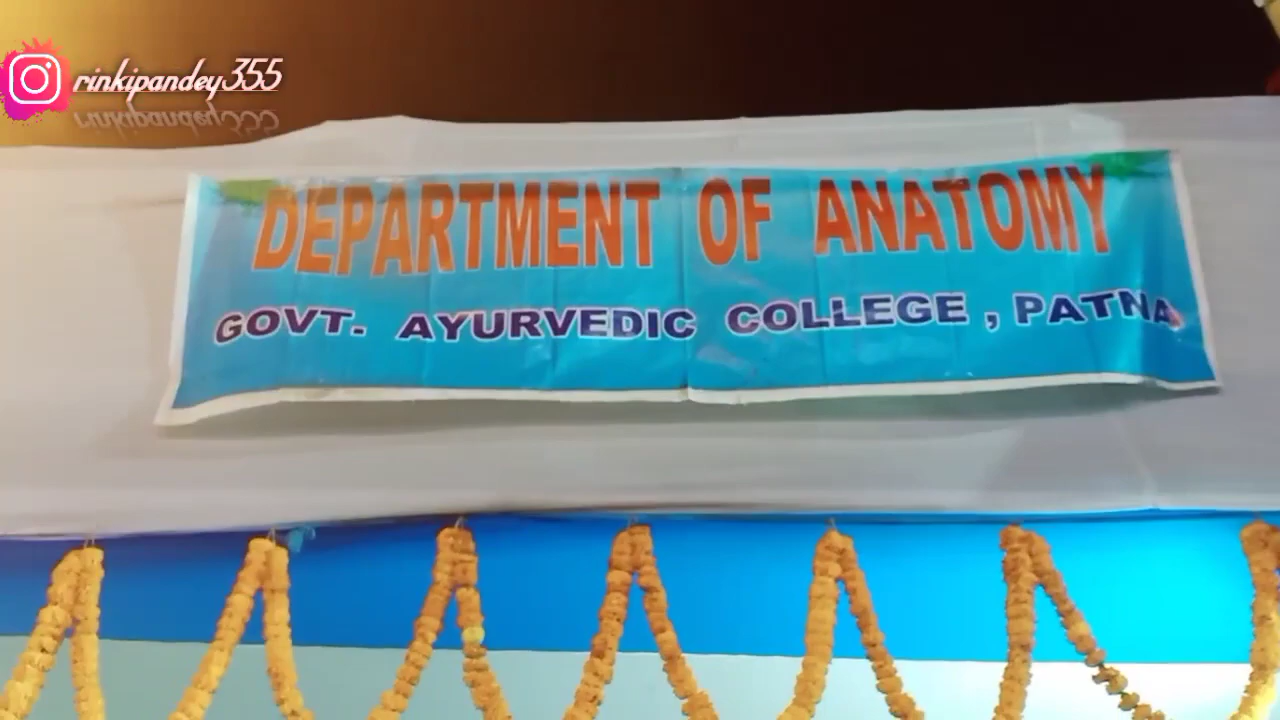 rinkipandey355
DEPARTMENT OF ANATOMY
GOVT. AYURVEDIC COLLEGE, PATNA